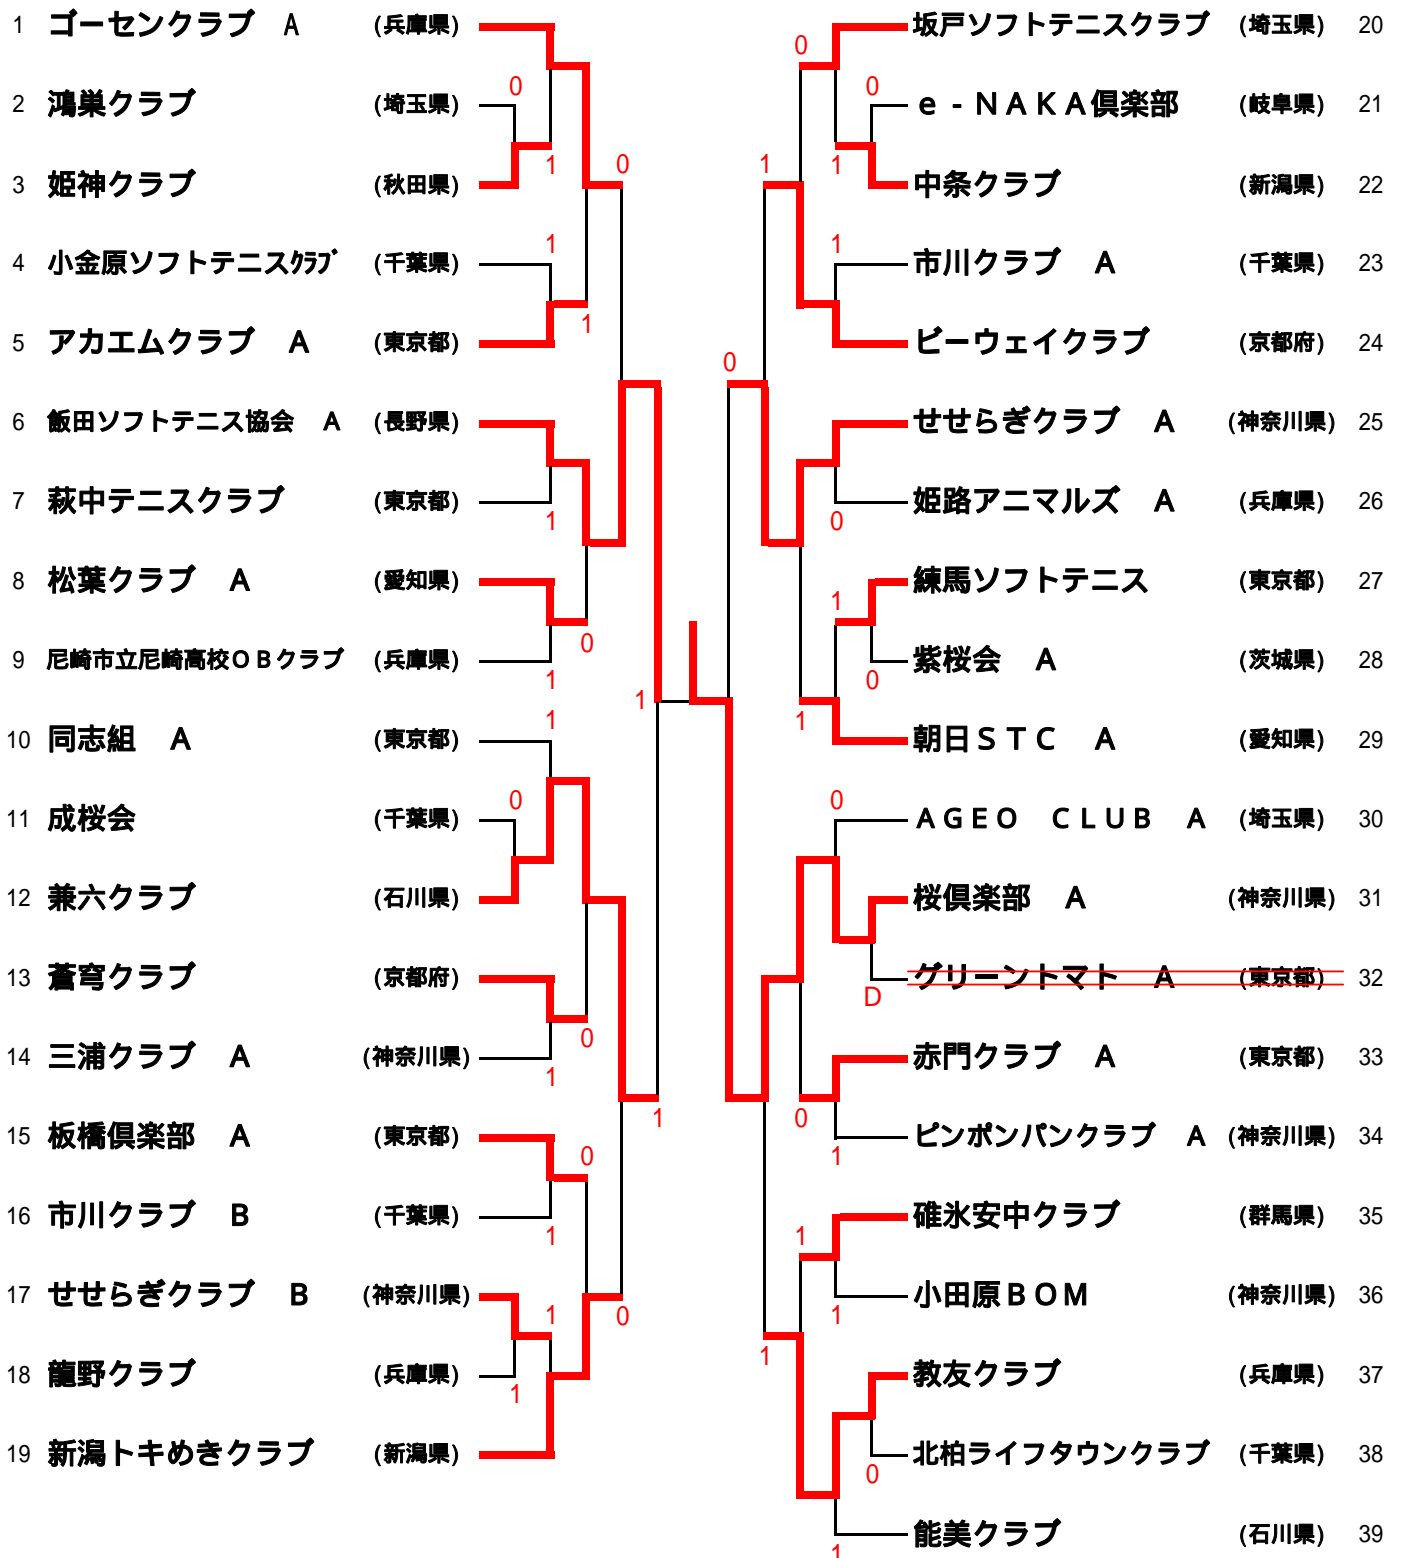 1 ゴーセンクラブ A (兵庫県)
0
2 鴻巣クラブ (埼玉県)
1
0
3 姫神クラブ (秋田県)
1
4 小金原ソフトテニスクラブ (千葉県)
1
5 アカエムクラブ A (東京都)
6 飯田ソフトテニス協会 A (長野県)
7 萩中テニスクラブ (東京都)
1
8 松葉クラブ A (愛知県)
0
9 尼崎市立尼崎高校OBクラブ (兵庫県)
1
1
1
10 同志組 A (東京都)
0
11 成桜会 (千葉県)
12 兼六クラブ (石川県)
13 蒼穹クラブ (京都府)
0
14 三浦クラブ A (神奈川県)
1
1
15 板橋倶楽部 A (東京都)
0
16 市川クラブ B (千葉県)
1
17 せせらぎクラブ B (神奈川県)
1
0
18 龍野クラブ (兵庫県)
1
19 新潟トキめきクラブ (新潟県)
坂戸ソフトテニスクラブ (埼玉県) 20
0
0
e-NAKA倶楽部 (岐阜県) 21
1
1
中条クラブ (新潟県) 22
1
市川クラブ A (千葉県) 23
ビーウェイクラブ (京都府) 24
0
せせらぎクラブ A (神奈川県) 25
姫路アニマルズ A (兵庫県) 26
0
練馬ソフトテニス (東京都) 27
1
紫桜会 A (茨城県) 28
0
1
朝日STC A (愛知県) 29
0
AGEO CLUB A (埼玉県) 30
桜倶楽部 A (神奈川県) 31
グリーントマト A (東京都) 32
D
赤門クラブ A (東京都) 33
0
ピンポンパンクラブ A (神奈川県) 34
1
碓氷安中クラブ (群馬県) 35
1
小田原BOM (神奈川県) 36
1
1
教友クラブ (兵庫県) 37
北柏ライフタウンクラブ (千葉県) 38
0
能美クラブ (石川県) 39
1